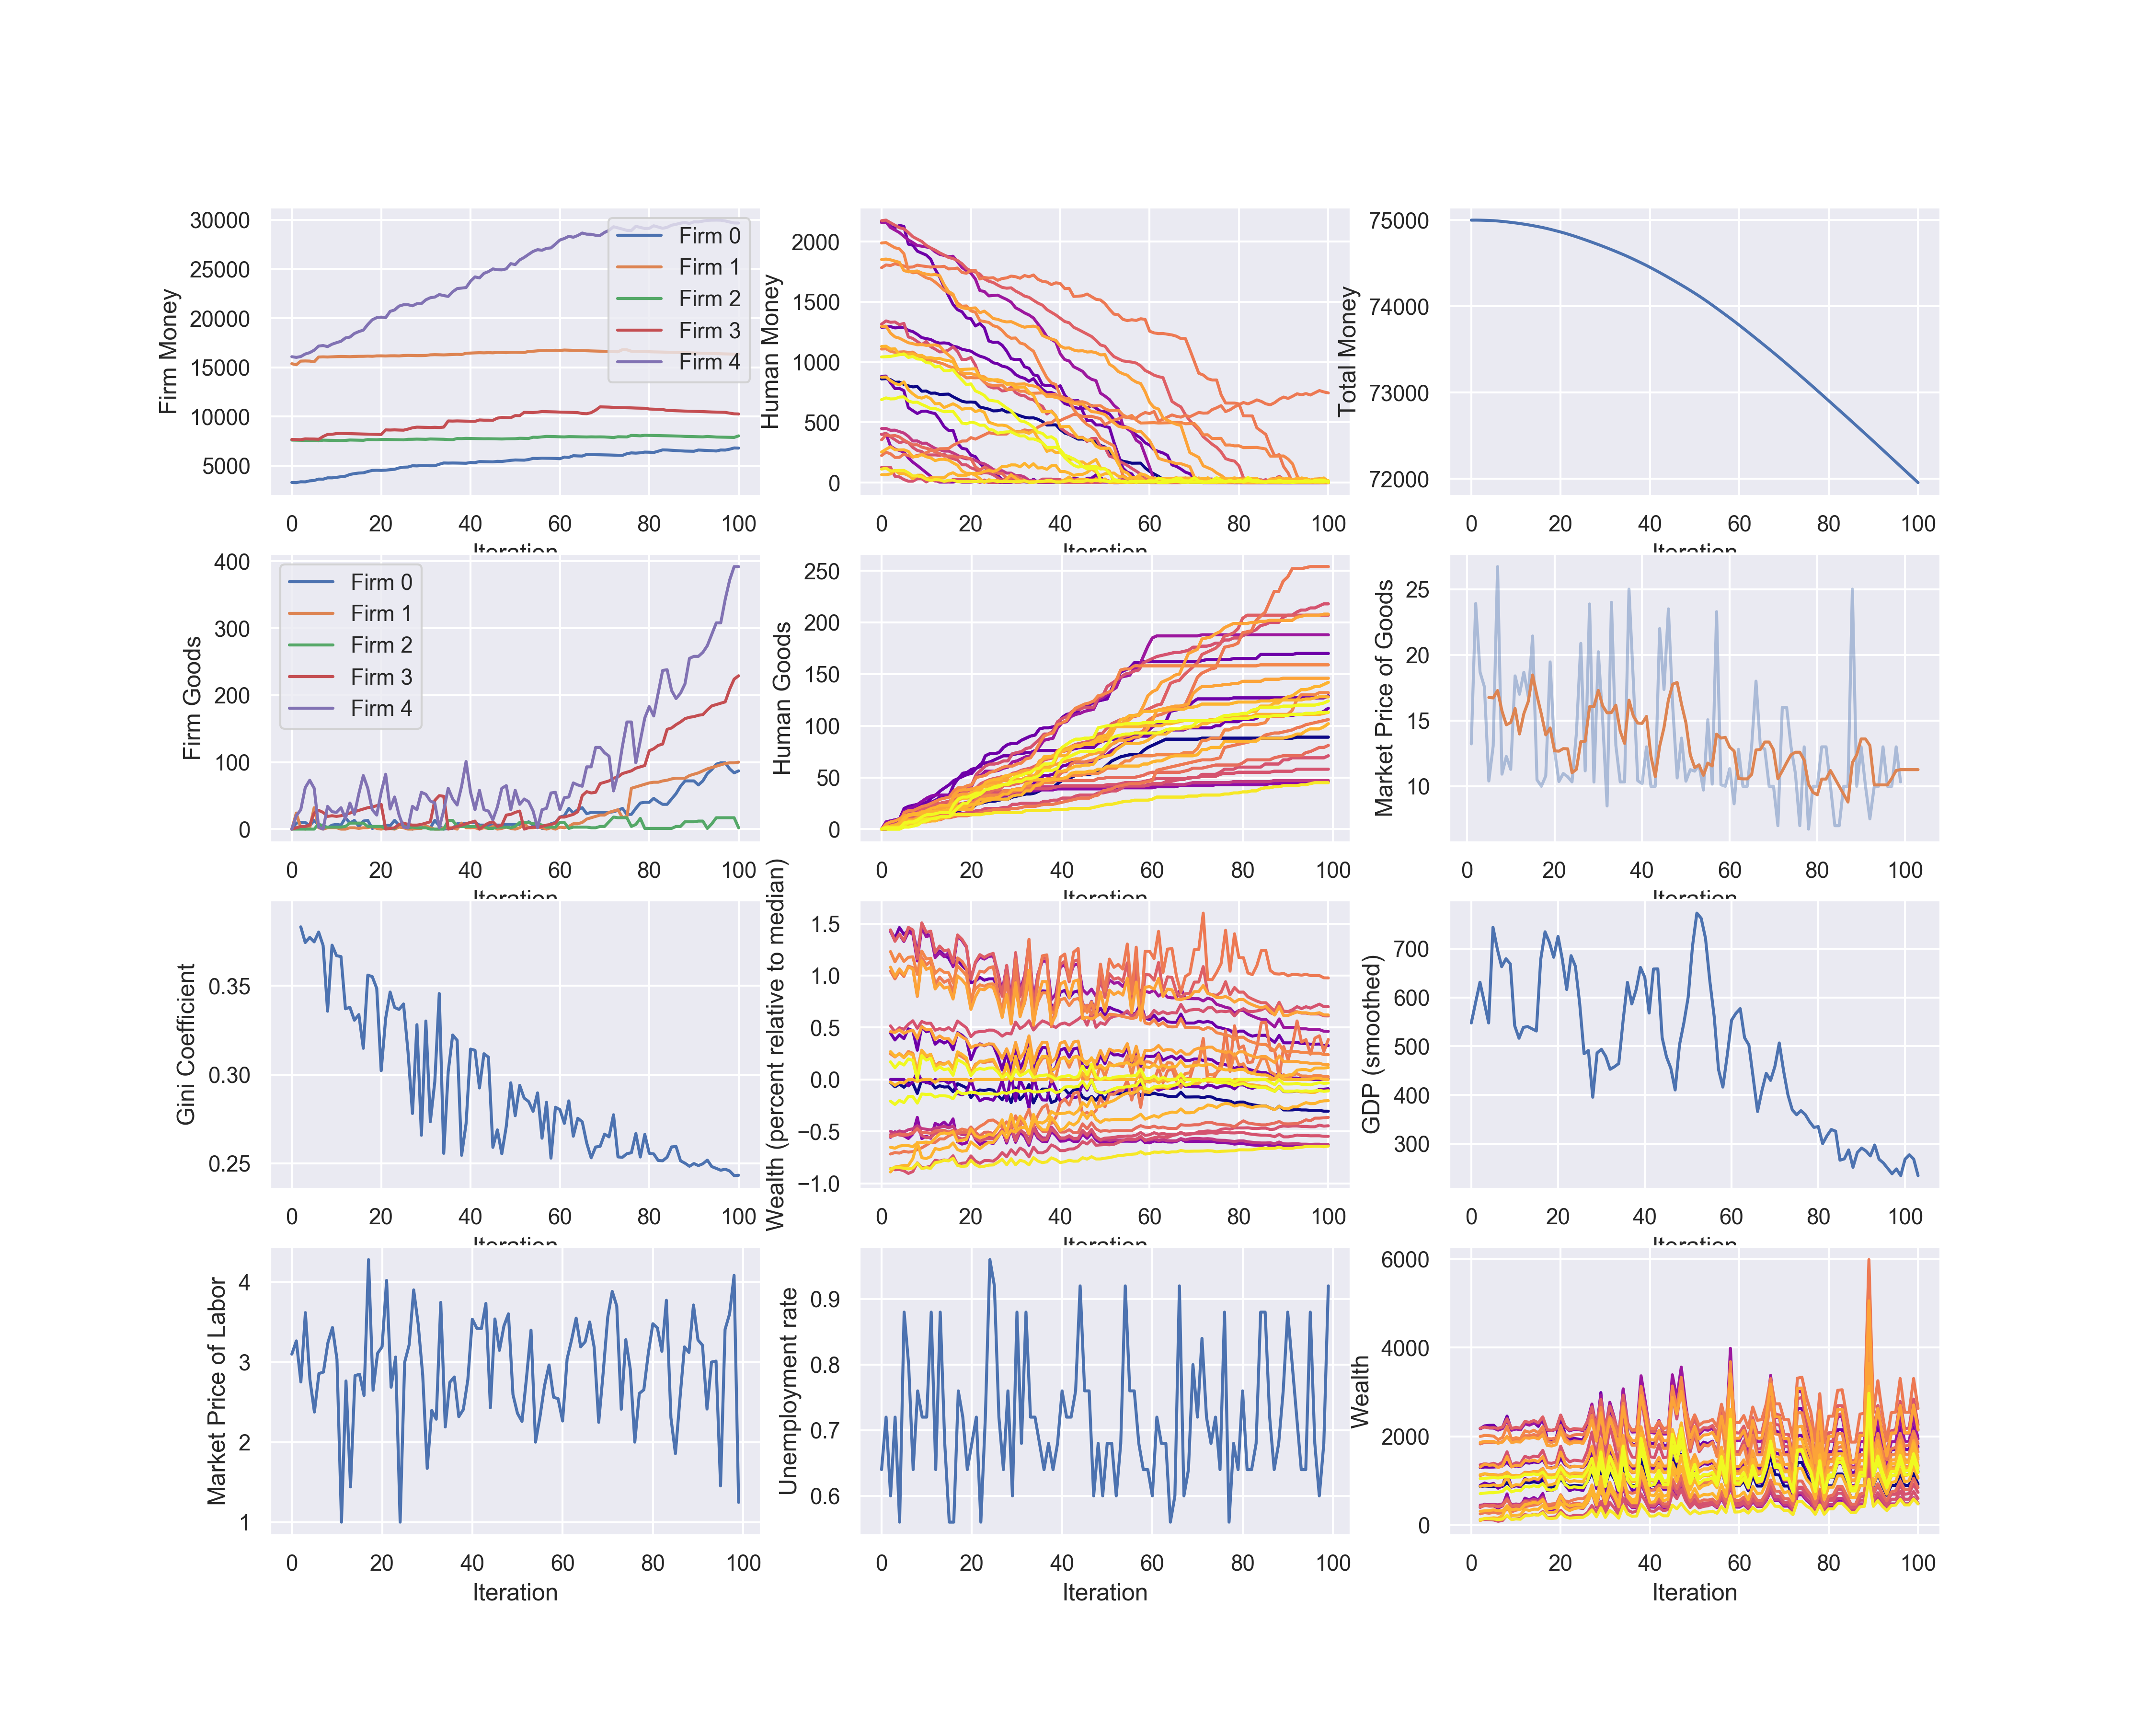 Firm Money
30000
25000
20000
15000
10000
5000
Firm 0
Firm 1
Firm 2
Firm 3
Firm 4
0 20 40 60 80 100
Iteration
Human Money
2000
1500
1000
500
0
0 20 40 60 80 100
Iteration
Total Money
75000
74000
73000
72000
0 20 40 60 80 100
Iteration
Firm Goods
400
300
200
100
0
Firm 0
Firm 1
Firm 2
Firm 3
Firm 4
0 20 40 60 80 100
Iteration
Human Goods
250
200
150
100
50
0
0 20 40 60 80 100
Iteration
Market Price of Goods
25
20
15
10
0 20 40 60 80 100
Iteration
Gini Coefficient
0.35
0.30
0.25
0 20 40 60 80 100
Iteration
Wealth (percent relative to median)
1.5
1.0
0.5
0.0
−0.5
−1.0
0 20 40 60 80 100
Iteration
GDP (smoothed)
700
600
500
400
300
0 20 40 60 80 100
Iteration
Market Price of Labor
4
3
2
1
0 20 40 60 80 100
Iteration
Unemployment rate
0.9
0.8
0.7
0.6
0 20 40 60 80 100
Iteration
Wealth
6000
4000
2000
0
0 20 40 60 80 100
Iteration